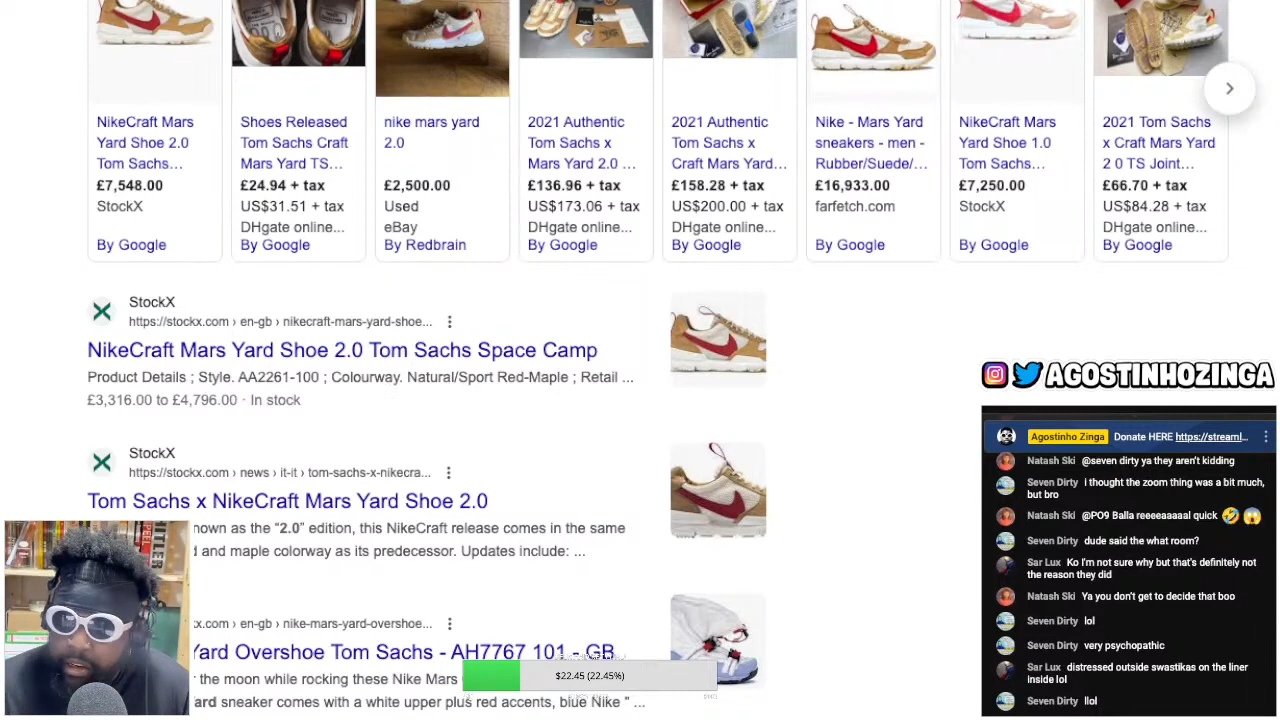 NikeCraft Mars
Yard Shoe 2.0
Tom Sachs…
£7,548.00
StockX
By Google
Shoes Released
Tom Sachs Craft
Mars Yard TS…
£24.94 + tax
US$31.51 + tax
DHgate online...
By Google
nike mars yard
2.0
£2,500.00
Used
eBay
By Redbrain
2021 Authentic
Tom Sachs x
Mars Yard 2.0 …
£136.96 + tax
US$173.06 + tax
DHgate online...
By Google
2021 Authentic
Tom Sachs x
Craft Mars Yard…
£158.28 + tax
US$200.00 + tax
DHgate online...
By Google
Nike - Mars Yard
sneakers - men -
Rubber/Suede/…
£16,933.00
farfetch.com
By Google
NikeCraft Mars
Yard Shoe 1.0
Tom Sachs…
£7,250.00
StockX
By Google
2021 Tom Sachs
x Craft Mars Yard
2 0 TS Joint…
£66.70 + tax
US$84.28 + tax
DHgate online...
By Google
StockX
https://stockx.com › en-gb › nikecraft-mars-yard-shoe...
NikeCraft Mars Yard Shoe 2.0 Tom Sachs Space Camp
Product Details ; Style. AA2261-100 ; Colourway. Natural/Sport Red-Maple ; Retail ...
£3,316.00 to £4,796.00 · In stock
StockX
https://stockx.com › news › it-it › tom-sachs-x-nikecra...
Tom Sachs x NikeCraft Mars Yard Shoe 2.0
nown as the “2.0” edition, this NikeCraft release comes in the same
d and maple colorway as its predecessor. Updates include: ...
x.com › en-gb › nike-mars-yard-overshoe...
Yard Overshoe Tom Sachs - AH7767 101 - GB
the moon while rocking these Nike Mars
ard sneaker comes with a white upper plus red accents, blue Nike " ...
$22.45 (22.45%)
AGOSTINHOZINGA
Agostinho Zinga Donate HERE https://streaml...
Natash Ski @seven dirty ya they aren't kidding
Seven Dirty i thought the zoom thing was a bit much,
but bro
Natash Ski @PO9 Balla reeeeaaaaal quick 🤣 😱
Seven Dirty dude said the what room?
Sar Lux Ko I'm not sure why but that's definitely not
the reason they did
Natash Ski Ya you don't get to decide that boo
Seven Dirty lol
Seven Dirty very psychopathic
Sar Lux distressed outside swastikas on the liner
inside lol
Seven Dirty llol